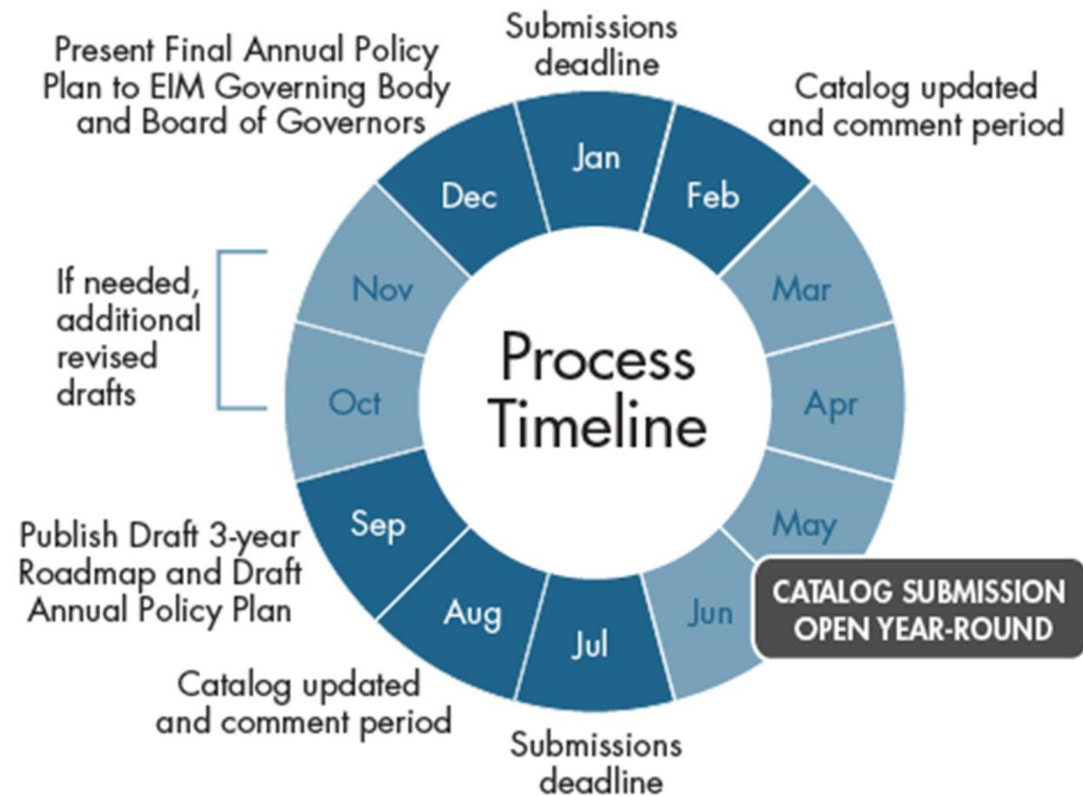 Present Final Annual Policy
Plan to EIM Governing Body
and Board of Governors
Submissions
deadline
Catalog updated
and comment period
Jan
Feb
Mar
Apr
May
Jun
Jul
Aug
Sep
Oct
Nov
Dec
Process
Timeline
If needed,
additional
revised
drafts
Publish Draft 3-year
Roadmap and Draft
Annual Policy Plan
CATALOG SUBMISSION
OPEN YEAR-ROUND
Catalog updated
and comment period
Submissions
deadline